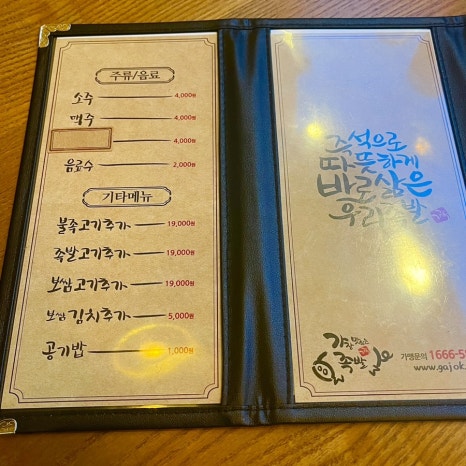 주류/음료
소주 4,000원
맥주 4,000원
4,000원
음료수 2,000원
기타메뉴
불족고기추가 19,000원
족발고기추가 19,000원
보쌈고기추가 19,000원
보쌈김치추가 5,000원
공기밥 1,000원
즉석으로
따뜻하게
바로삶은
우리족발
족발
가맹문의 1666-5
www.gajok